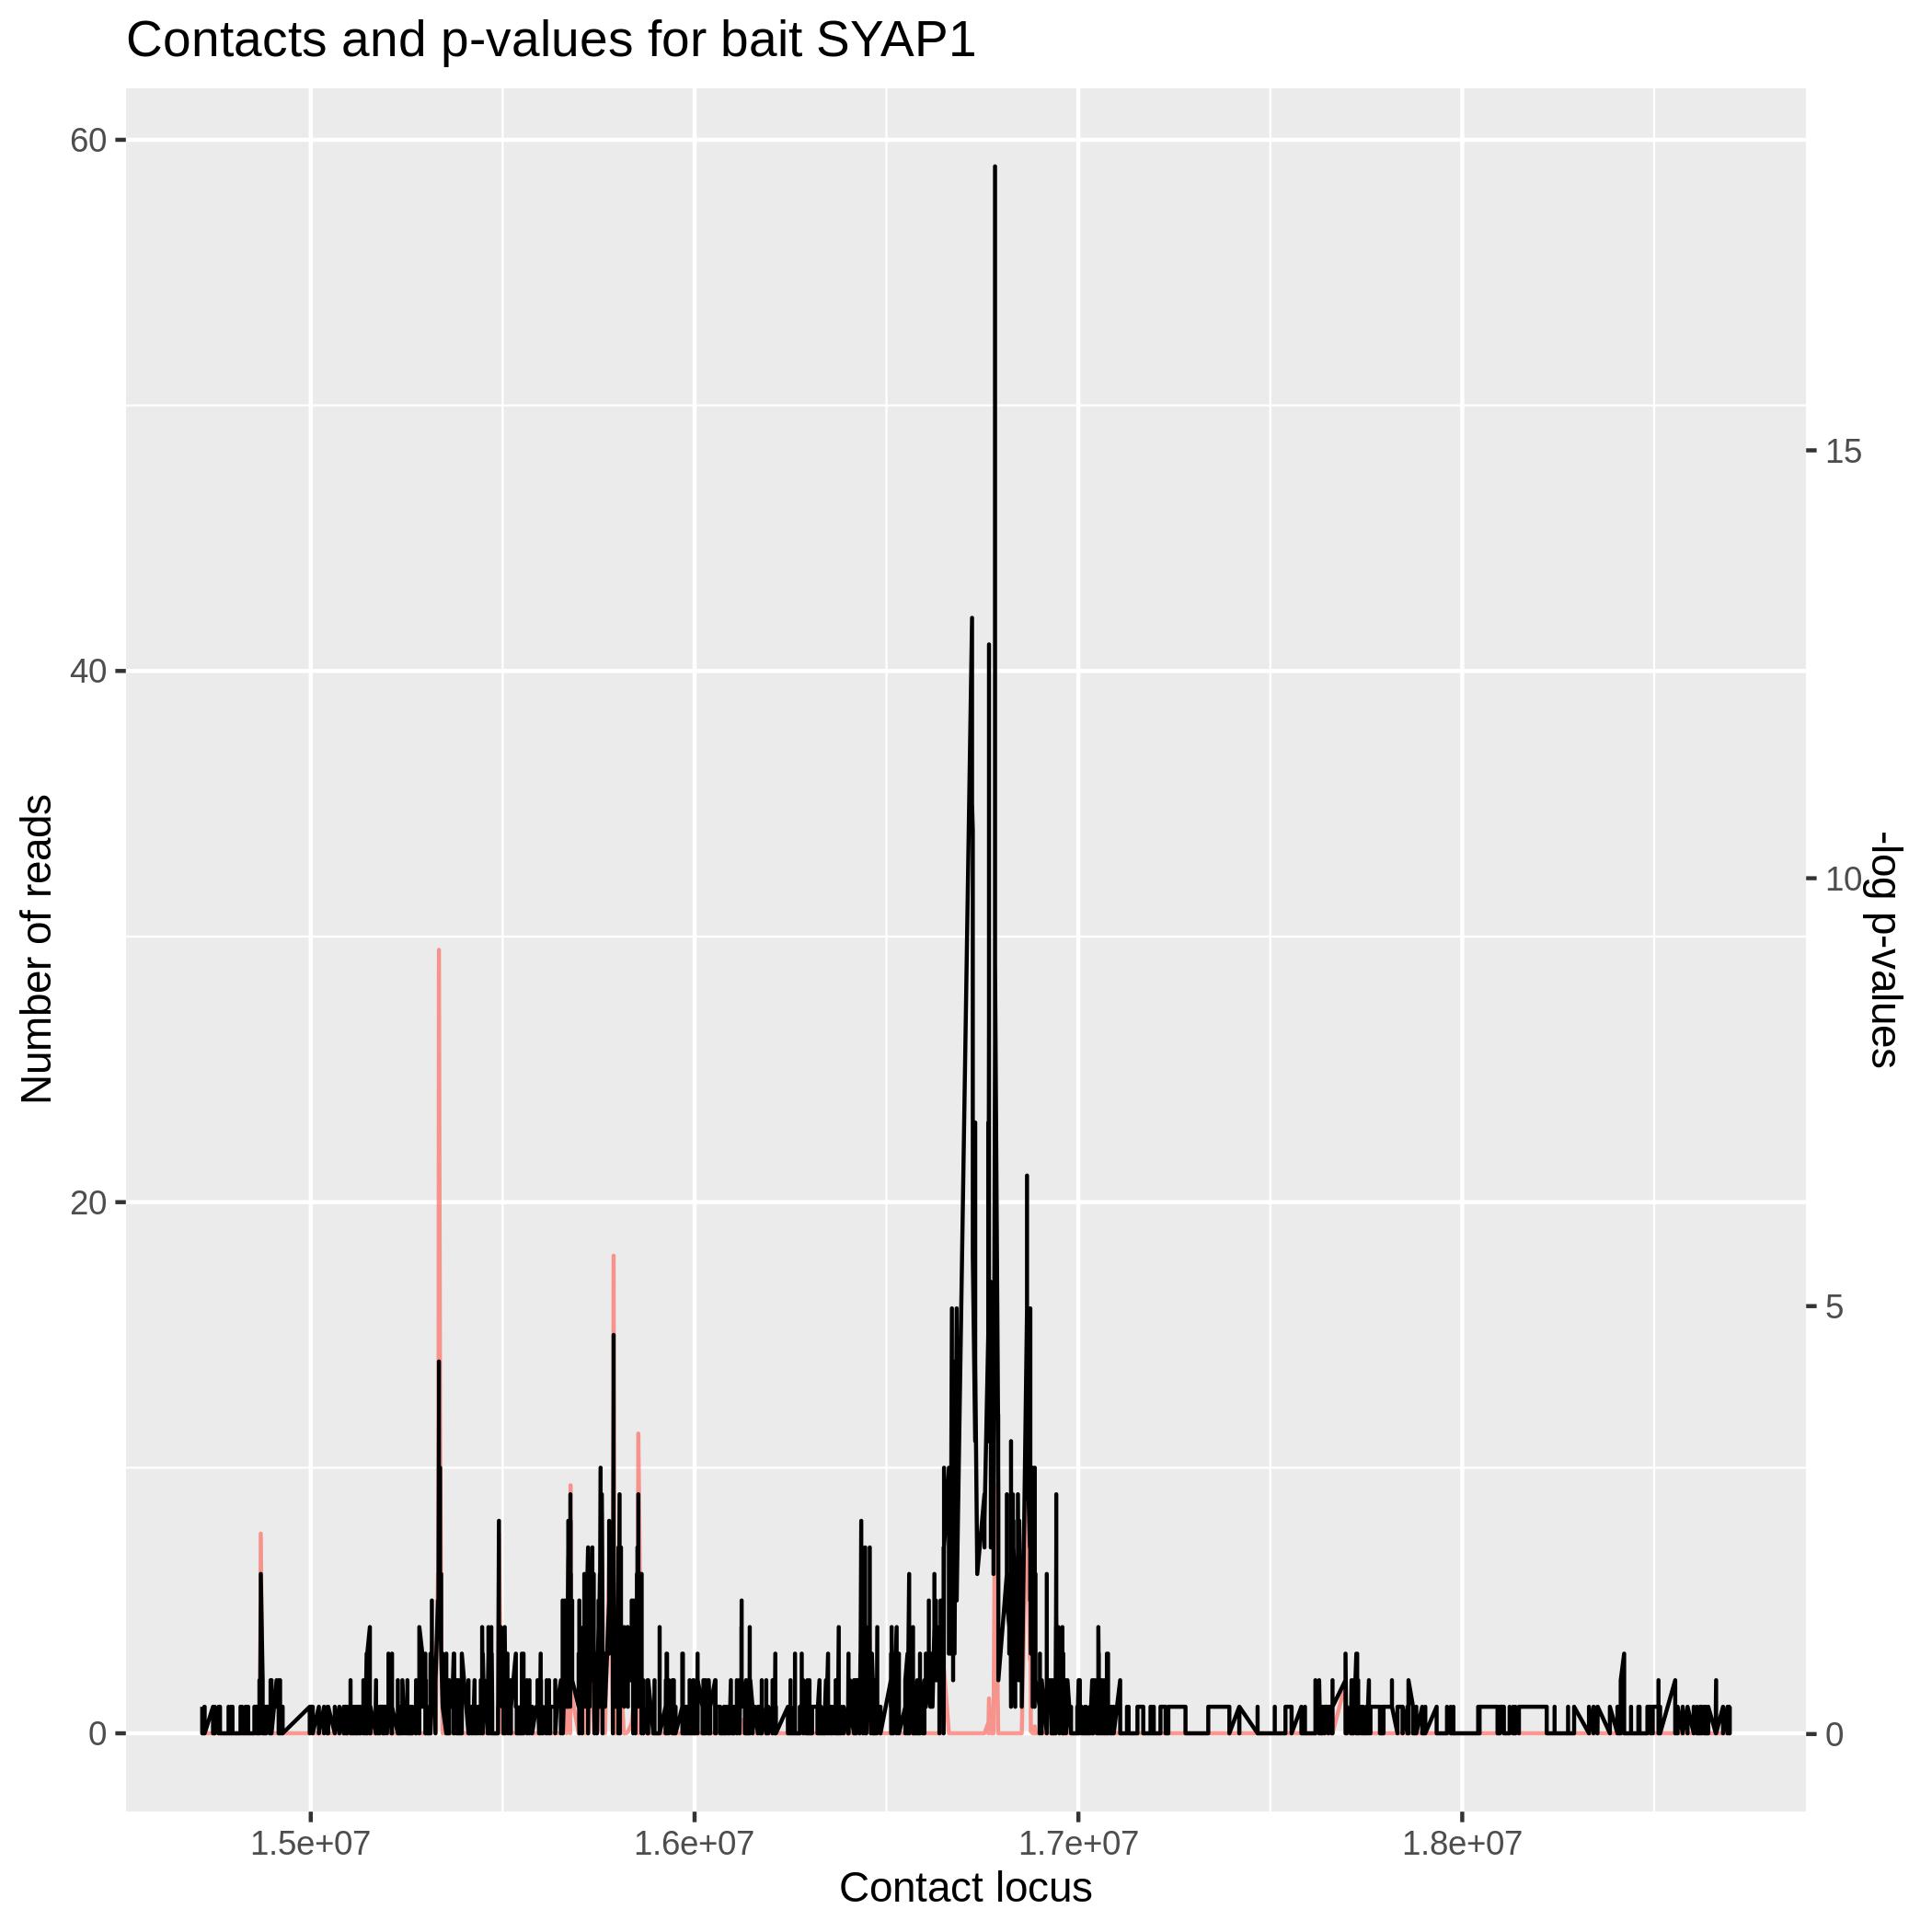 Contacts and p-values for bait SYAP1
60
40
20
0
Number of reads
15
10
5
0
-log p-values
1.5e+07
1.6e+07
1.7e+07
1.8e+07
Contact locus